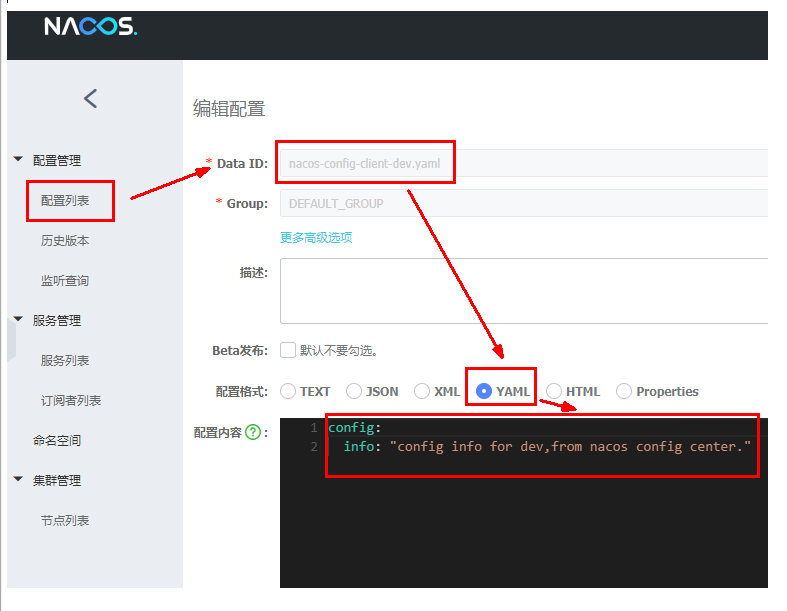 NACOS.
编辑配置
配置管理
配置列表
历史版本
监听查询
服务管理
服务列表
订阅者列表
命名空间
集群管理
节点列表
* Data ID: nacos-config-client-dev.yaml
* Group: DEFAULT_GROUP
更多高级选项
描述:
Beta发布: 默认不要勾选。
配置格式: TEXT JSON XML YAML HTML Properties
配置内容 ? :
1 config:
2 info: "config info for dev,from nacos config center."